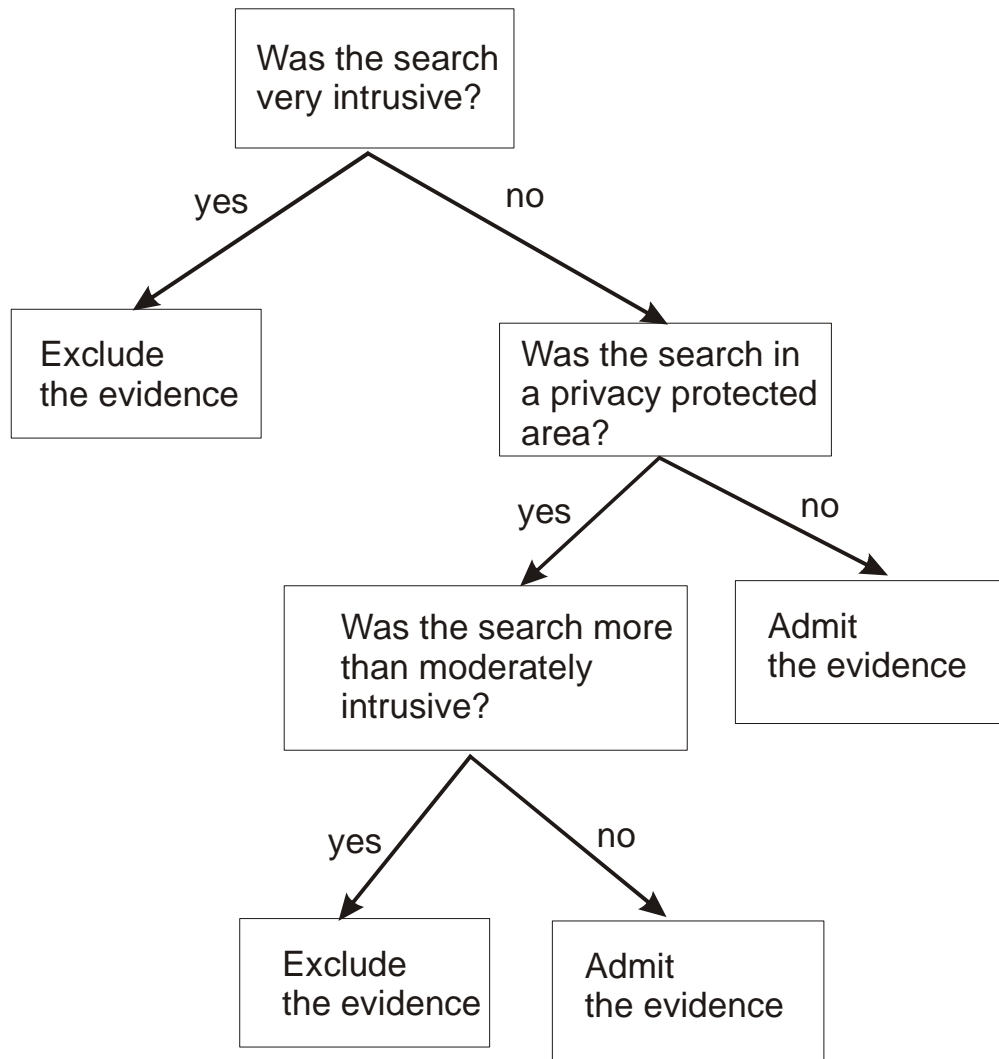 Was the search
very intrusive?
yes
no
Exclude
the evidence
Was the search in
a privacy protected
area?
yes
no
Was the search more
than moderately
intrusive?
Admit
the evidence
yes
no
Exclude
the evidence
Admit
the evidence